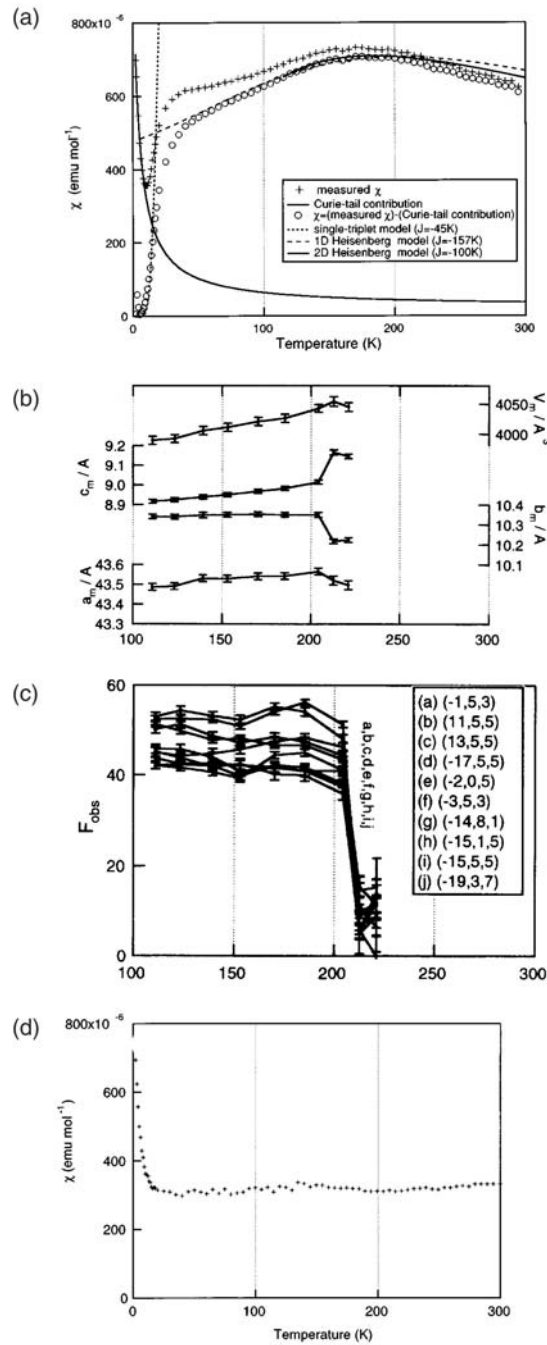 (a)
800x10 -6
600
400
200
0
χ (emu mol-1)
+ measured χ
Curie-tail contribution
χ=(measured χ)-(Curie-tail contribution)
single-triplet model (J=-45K)
1D Heisenberg model (J=-157K)
2D Heisenberg model (J=-100K)
0 100 200 300
Temperature (K)
(b)
4050
4000
Vm/A3
9.2
9.1
9.0
8.9
cm / A
10.4
10.3
10.2
10.1
bm / A
43.6
43.5
43.4
43.3
am / A
100 150 200 250 300
(c)
60
40
20
0
Fobs
a,b,c,d,e,f,g,h,i,j
(a) (-1,5,3)
(b) (11,5,5)
(c) (13,5,5)
(d) (-17,5,5)
(e) (-2,0,5)
(f) (-3,5,3)
(g) (-14,8,1)
(h) (-15,1,5)
(i) (-15,5,5)
(j) (-19,3,7)
100 150 200 250 300
(d)
800x10 -6
600
400
200
0
χ (emu mol-1)
0 100 200 300
Temperature (K)